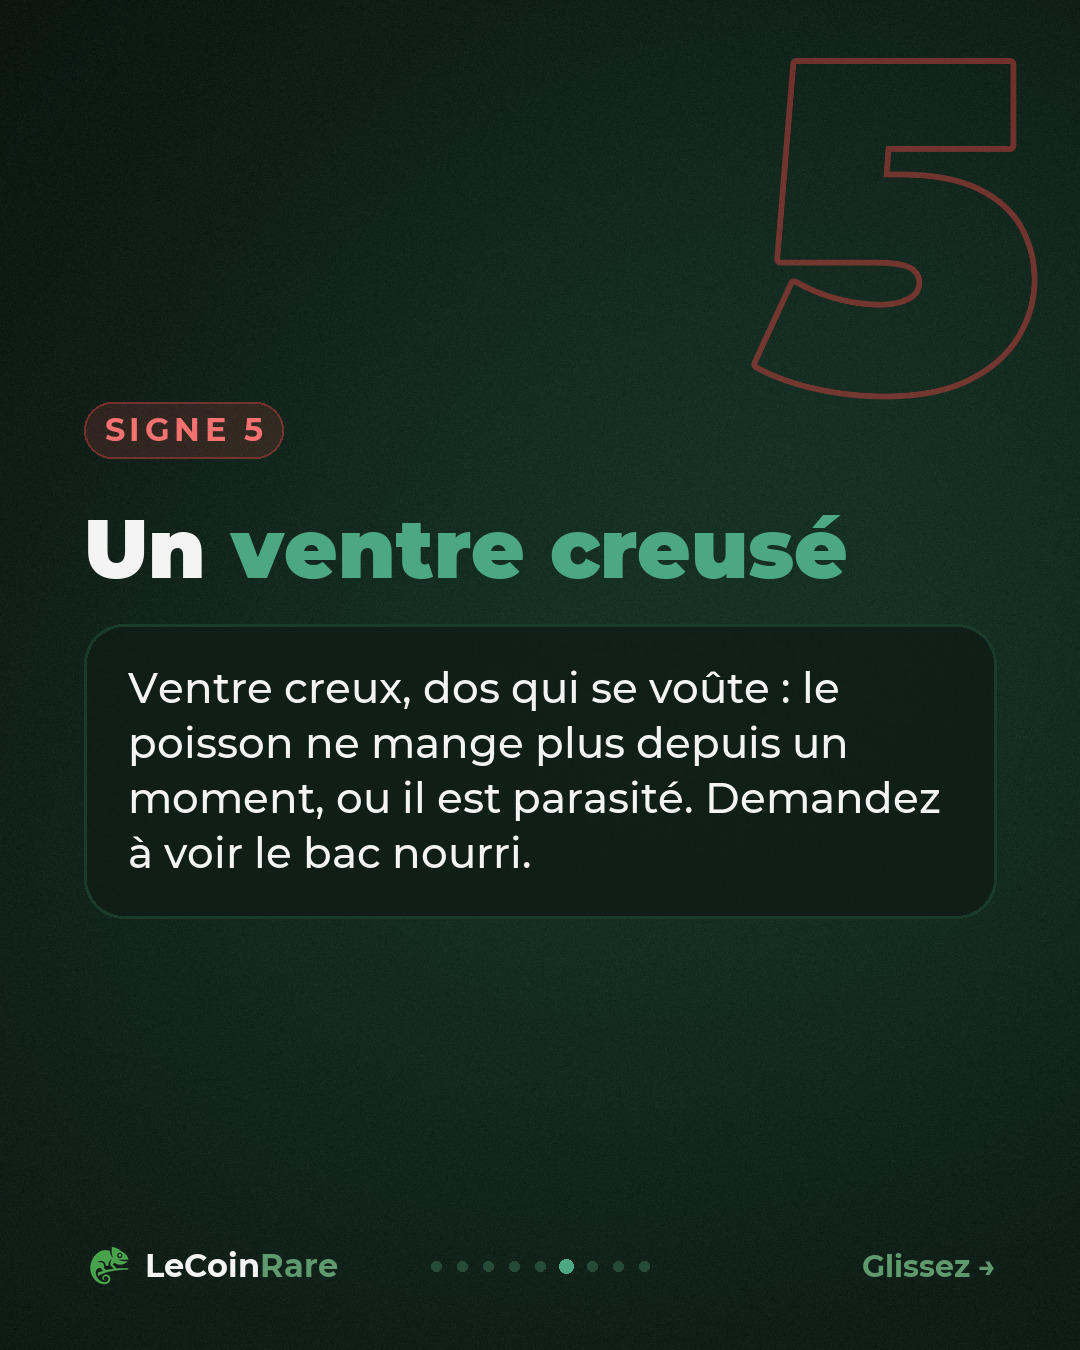 5
SIGNE 5
Un ventre creusé
Ventre creux, dos qui se voûte : le
poisson ne mange plus depuis un
moment, ou il est parasité. Demandez
à voir le bac nourri.
LeCoinRare
Glissez →